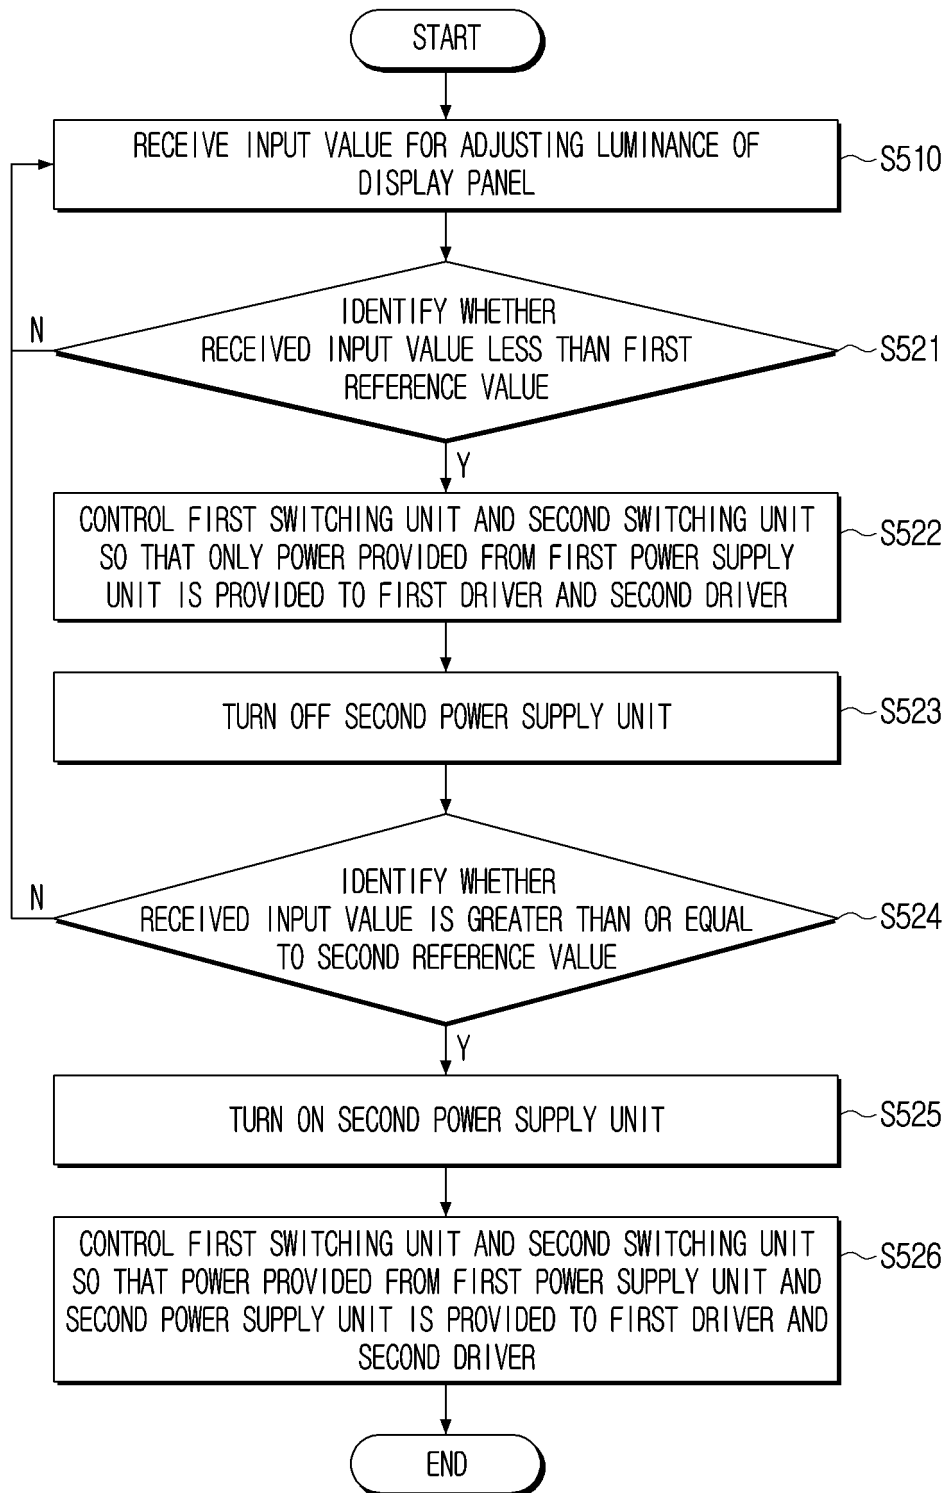 START
RECEIVE INPUT VALUE FOR ADJUSTING LUMINANCE OF
DISPLAY PANEL
S510
IDENTIFY WHETHER
RECEIVED INPUT VALUE LESS THAN FIRST
REFERENCE VALUE
N
S521
Y
CONTROL FIRST SWITCHING UNIT AND SECOND SWITCHING UNIT
SO THAT ONLY POWER PROVIDED FROM FIRST POWER SUPPLY
UNIT IS PROVIDED TO FIRST DRIVER AND SECOND DRIVER
S522
TURN OFF SECOND POWER SUPPLY UNIT
S523
IDENTIFY WHETHER
RECEIVED INPUT VALUE IS GREATER THAN OR EQUAL
TO SECOND REFERENCE VALUE
N
S524
Y
TURN ON SECOND POWER SUPPLY UNIT
S525
CONTROL FIRST SWITCHING UNIT AND SECOND SWITCHING UNIT
SO THAT POWER PROVIDED FROM FIRST POWER SUPPLY UNIT AND
SECOND POWER SUPPLY UNIT IS PROVIDED TO FIRST DRIVER AND
SECOND DRIVER
S526
END